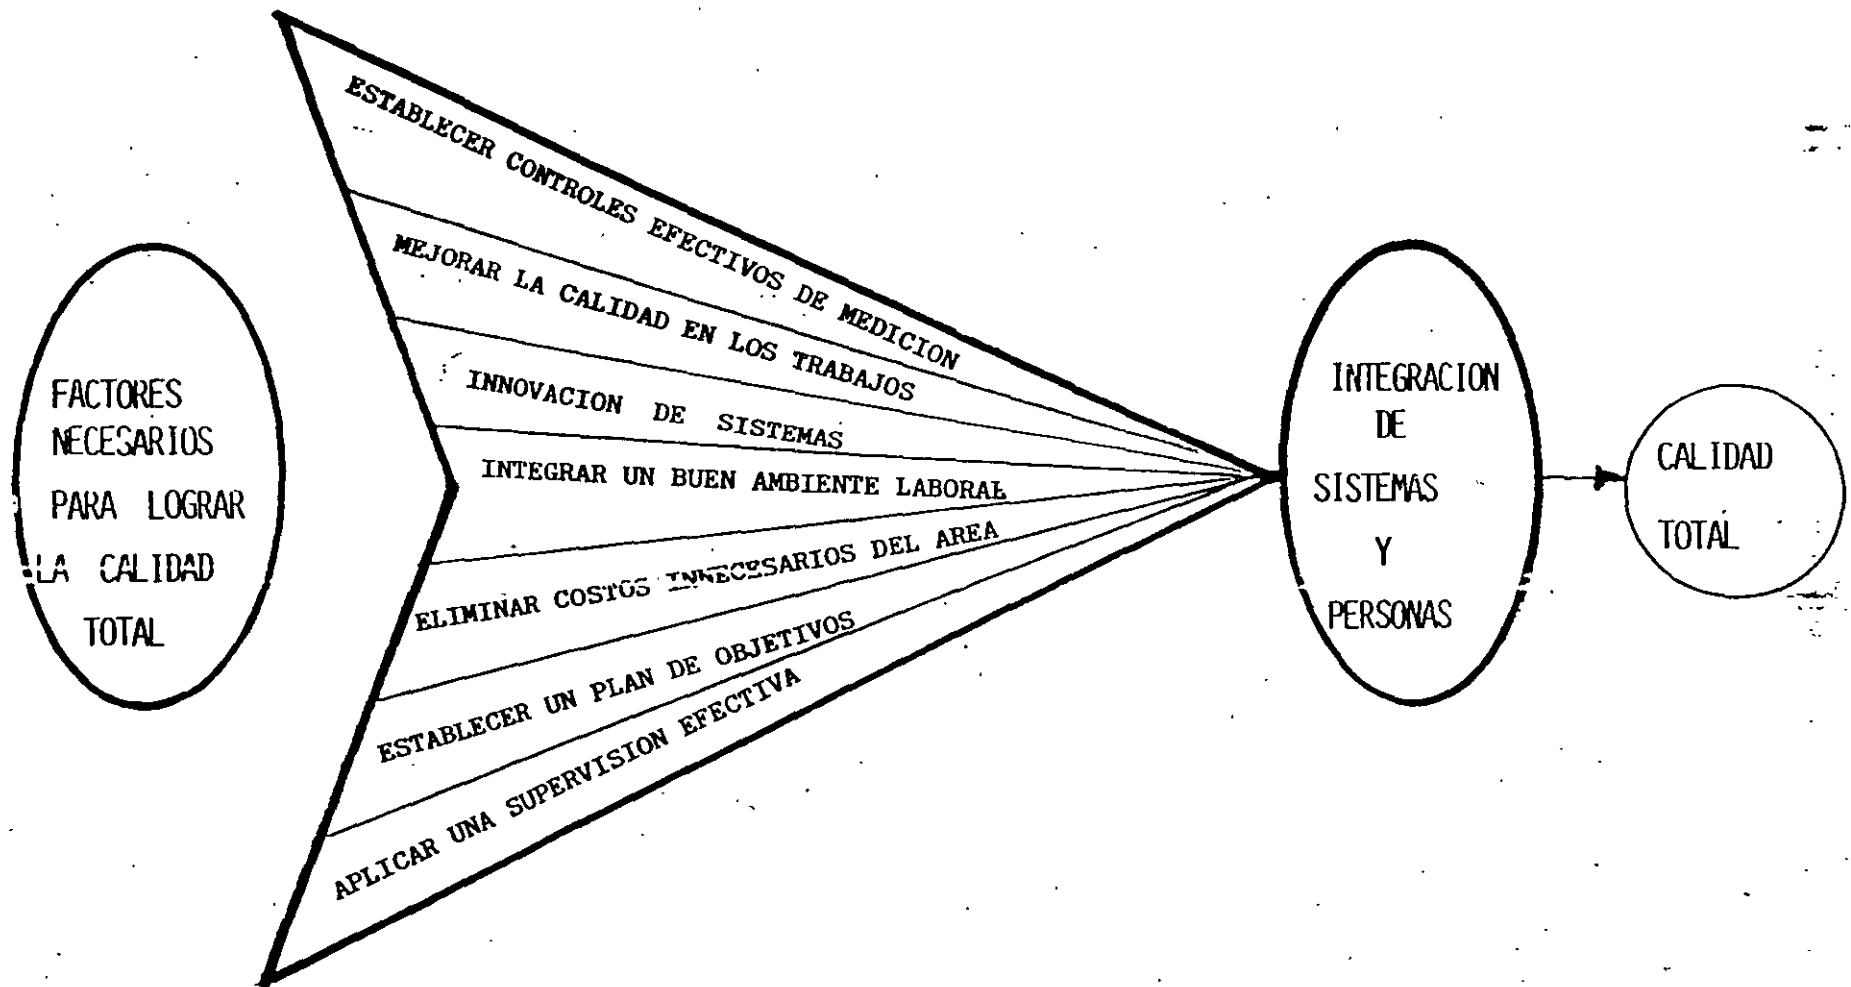 FACTORES
NECESARIOS
PARA LOGRAR
LA CALIDAD
TOTAL
ESTABLECER CONTROLES EFECTIVOS DE MEDICION
MEJORAR LA CALIDAD EN LOS TRABAJOS
INNOVACION DE SISTEMAS
INTEGRAR UN BUEN AMBIENTE LABORAL
ELIMINAR COSTOS INNECESARIOS DEL AREA
ESTABLECER UN PLAN DE OBJETIVOS
APLICAR UNA SUPERVISION EFECTIVA
INTEGRACION
DE
SISTEMAS
Y
PERSONAS
CALIDAD
TOTAL